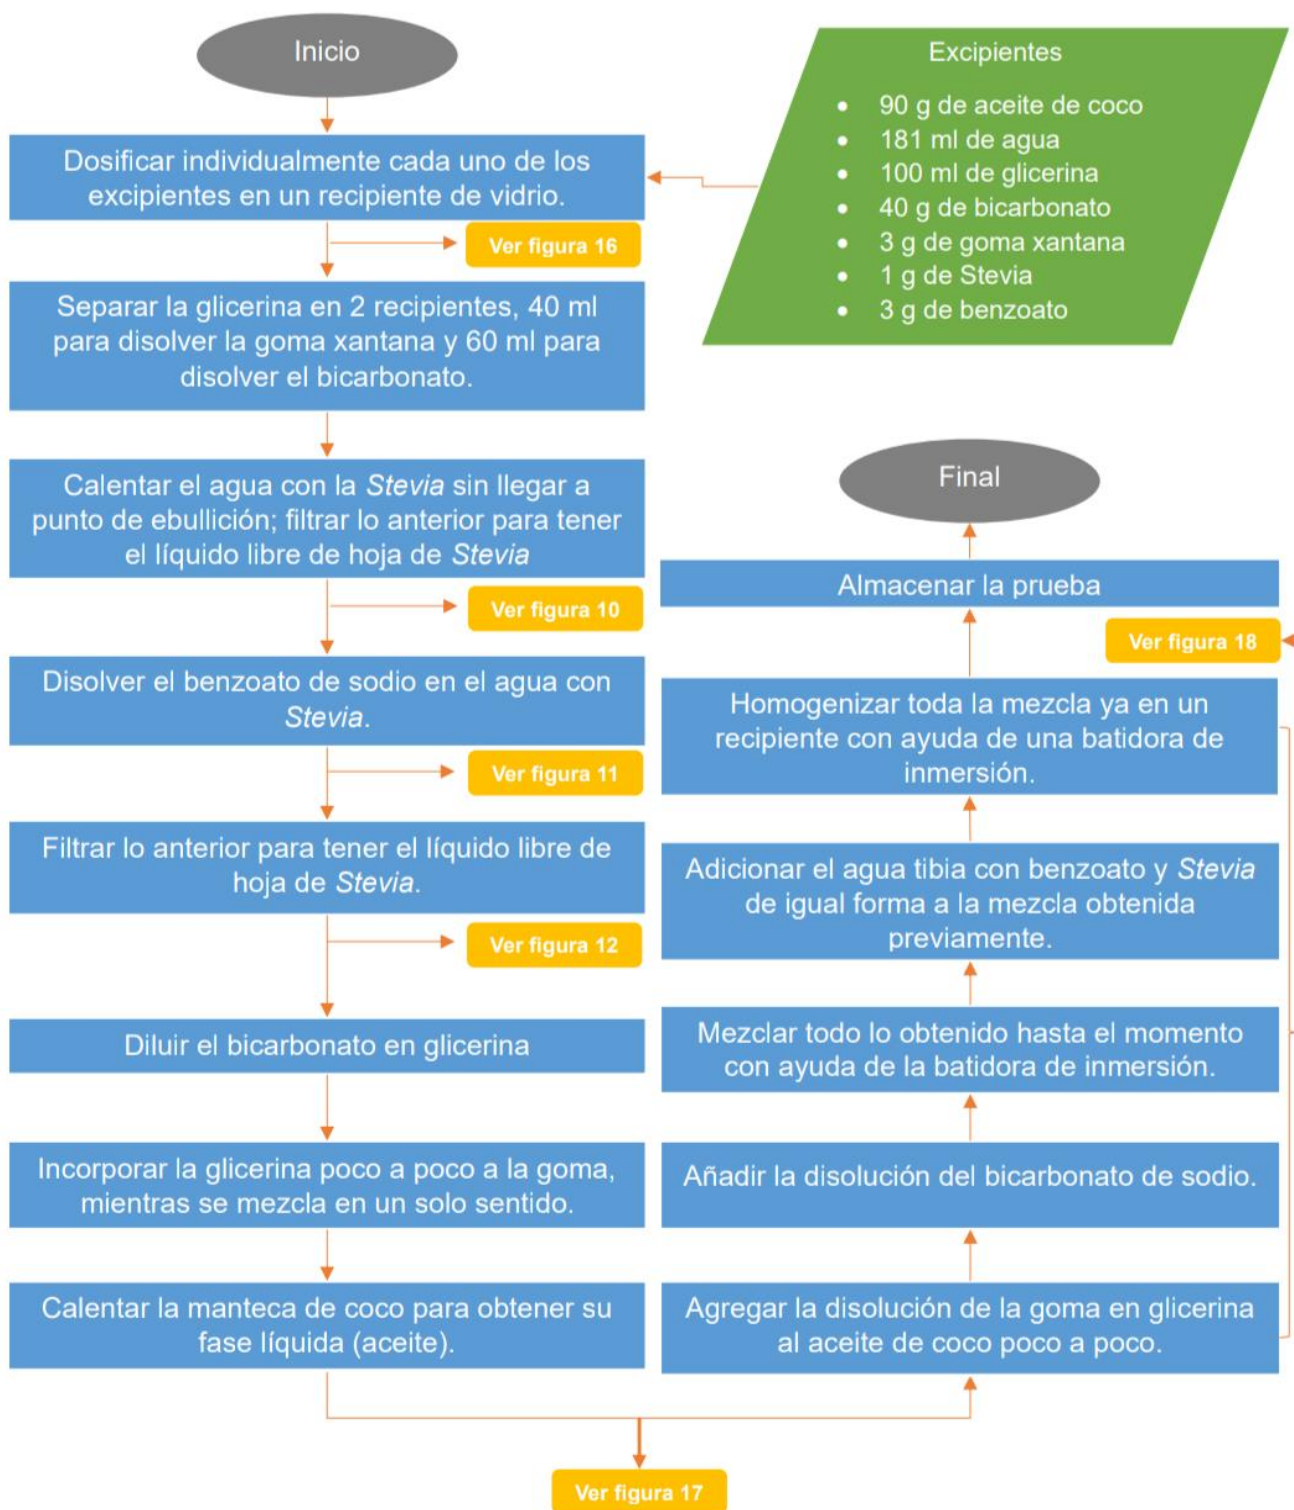 Inicio
Excipientes
• 90 g de aceite de coco
• 181 ml de agua
• 100 ml de glicerina
• 40 g de bicarbonato
• 3 g de goma xantana
• 1 g de Stevia
• 3 g de benzoato
Dosificar individualmente cada uno de los
excipientes en un recipiente de vidrio.
Ver figura 16
Separar la glicerina en 2 recipientes, 40 ml
para disolver la goma xantana y 60 ml para
disolver el bicarbonato.
Calentar el agua con la Stevia sin llegar a
punto de ebullición; filtrar lo anterior para tener
el líquido libre de hoja de Stevia
Ver figura 10
Disolver el benzoato de sodio en el agua con
Stevia.
Ver figura 11
Filtrar lo anterior para tener el líquido libre de
hoja de Stevia.
Ver figura 12
Diluir el bicarbonato en glicerina
Incorporar la glicerina poco a poco a la goma,
mientras se mezcla en un solo sentido.
Calentar la manteca de coco para obtener su
fase líquida (aceite).
Ver figura 17
Agregar la disolución de la goma en glicerina
al aceite de coco poco a poco.
Añadir la disolución del bicarbonato de sodio.
Mezclar todo lo obtenido hasta el momento
con ayuda de la batidora de inmersión.
Adicionar el agua tibia con benzoato y Stevia
de igual forma a la mezcla obtenida
previamente.
Homogenizar toda la mezcla ya en un
recipiente con ayuda de una batidora de
inmersión.
Ver figura 18
Almacenar la prueba
Final